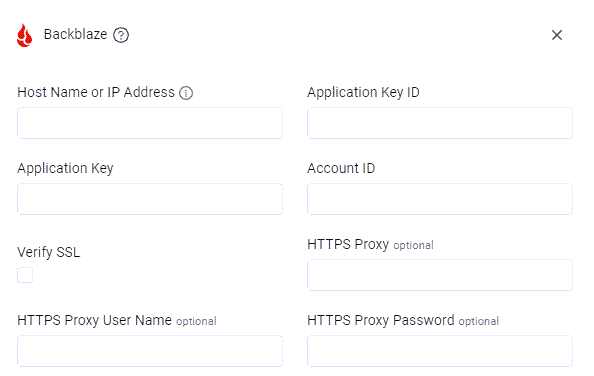 Backblaze
Host Name or IP Address
Application Key ID
Application Key
Account ID
Verify SSL
HTTPS Proxy optional
HTTPS Proxy User Name optional
HTTPS Proxy Password optional